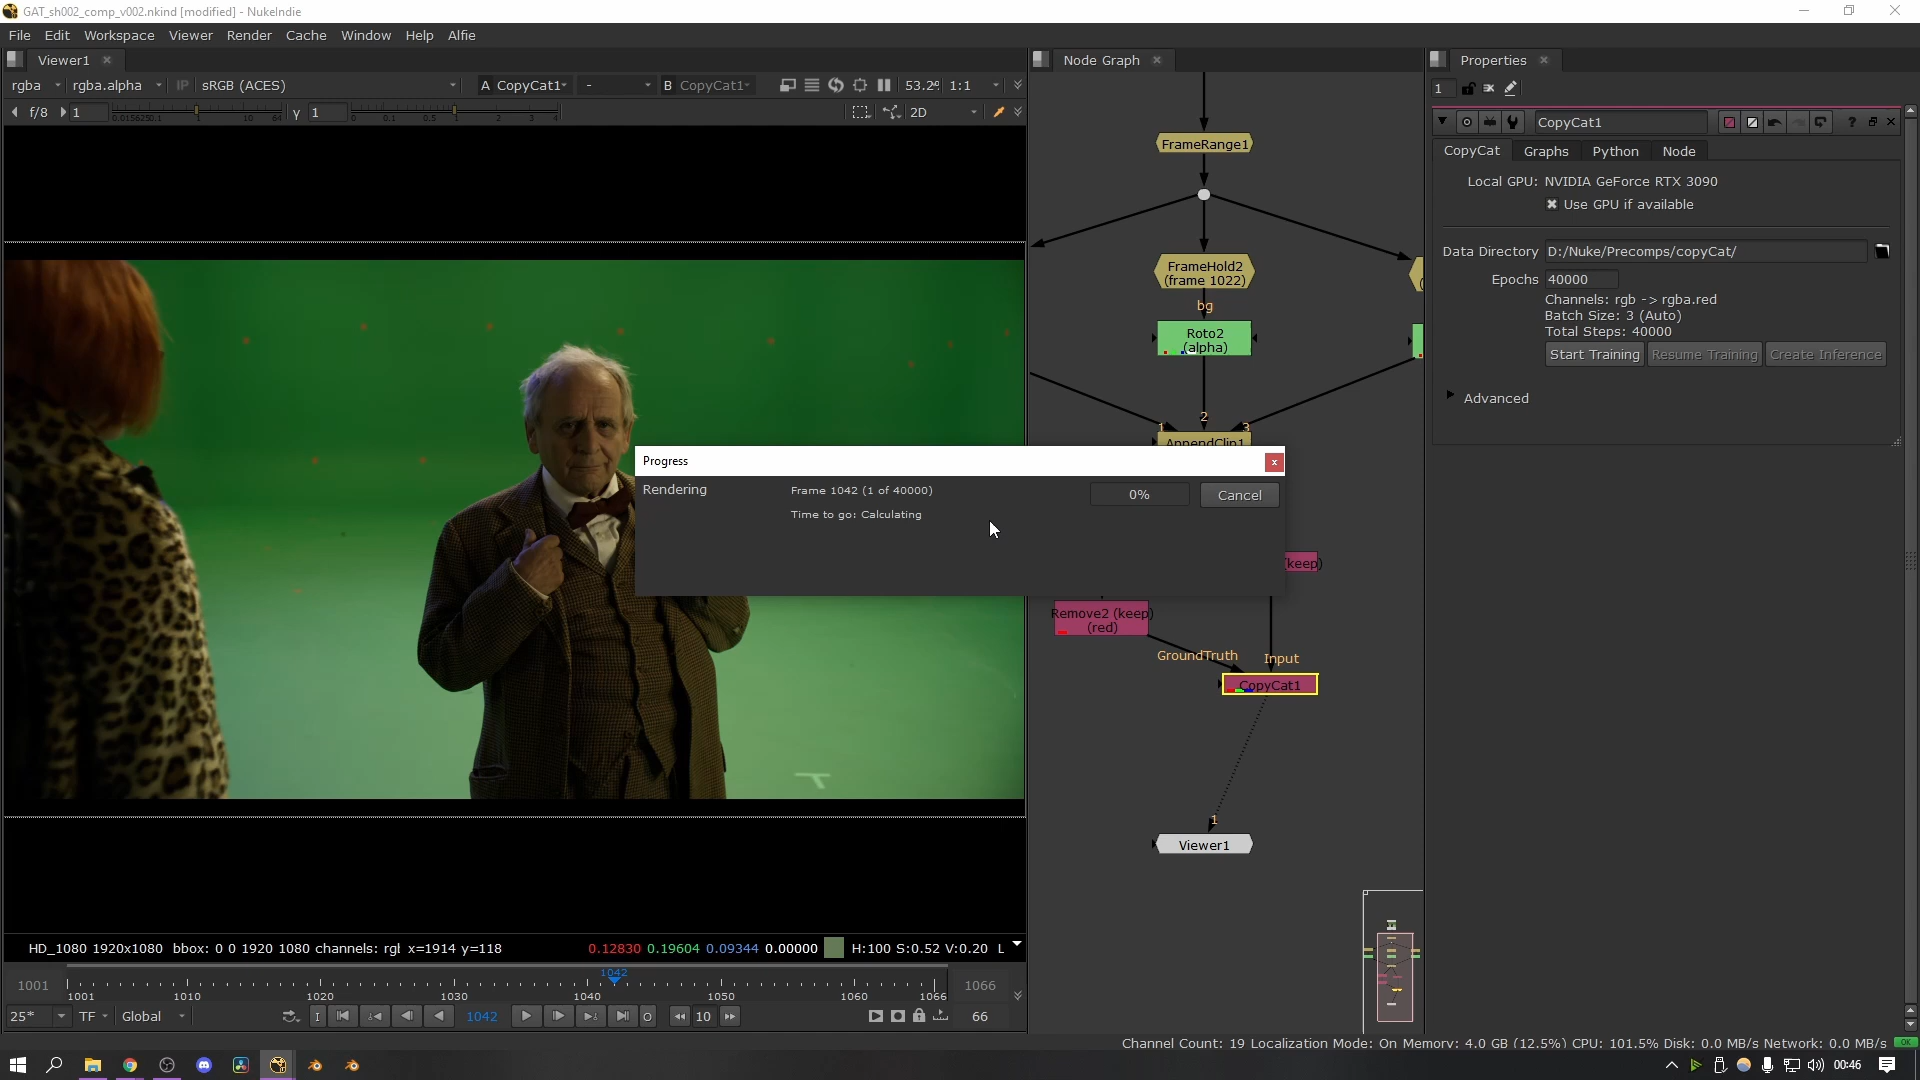 GAT_sh002_comp_v002.nkind [modified] - NukeIndie
File Edit Workspace Viewer Render Cache Window Help Alfie
Viewer1
rgba rgba.alpha IP sRGB (ACES) A CopyCat1 - B CopyCat1 53.2% 1:1
f/8 1 γ 1 2D
HD_1080 1920x1080 bbox: 0 0 1920 1080 channels: rgb x=1914 y=118 0.12830 0.19604 0.09344 0.00000 H:100 S:0.52 V:0.20 L
1042
1001 1066
1001 1010 1020 1030 1040 1050 1060 1066
25* TF Global I 1042 O 10 66
Node Graph
FrameRange1
FrameHold2
(frame 1022)
bg
Roto2
(alpha)
1 2 3
AppendClip1
(keep)
Remove2 (keep)
(red)
GroundTruth Input
CopyCat1
1
Viewer1
Progress
Rendering Frame 1042 (1 of 40000) 0% Cancel
Time to go: Calculating
Properties
1
CopyCat1
CopyCat Graphs Python Node
Local GPU: NVIDIA GeForce RTX 3090
Use GPU if available
Data Directory D:/Nuke/Precomps/copyCat/
Epochs 40000
Channels: rgb -> rgba.red
Batch Size: 3 (Auto)
Total Steps: 40000
Start Training Resume Training Create Inference
Advanced
Channel Count: 19 Localization Mode: On Memory: 4.0 GB (12.5%) CPU: 101.5% Disk: 0.0 MB/s Network: 0.0 MB/s OK
00:46